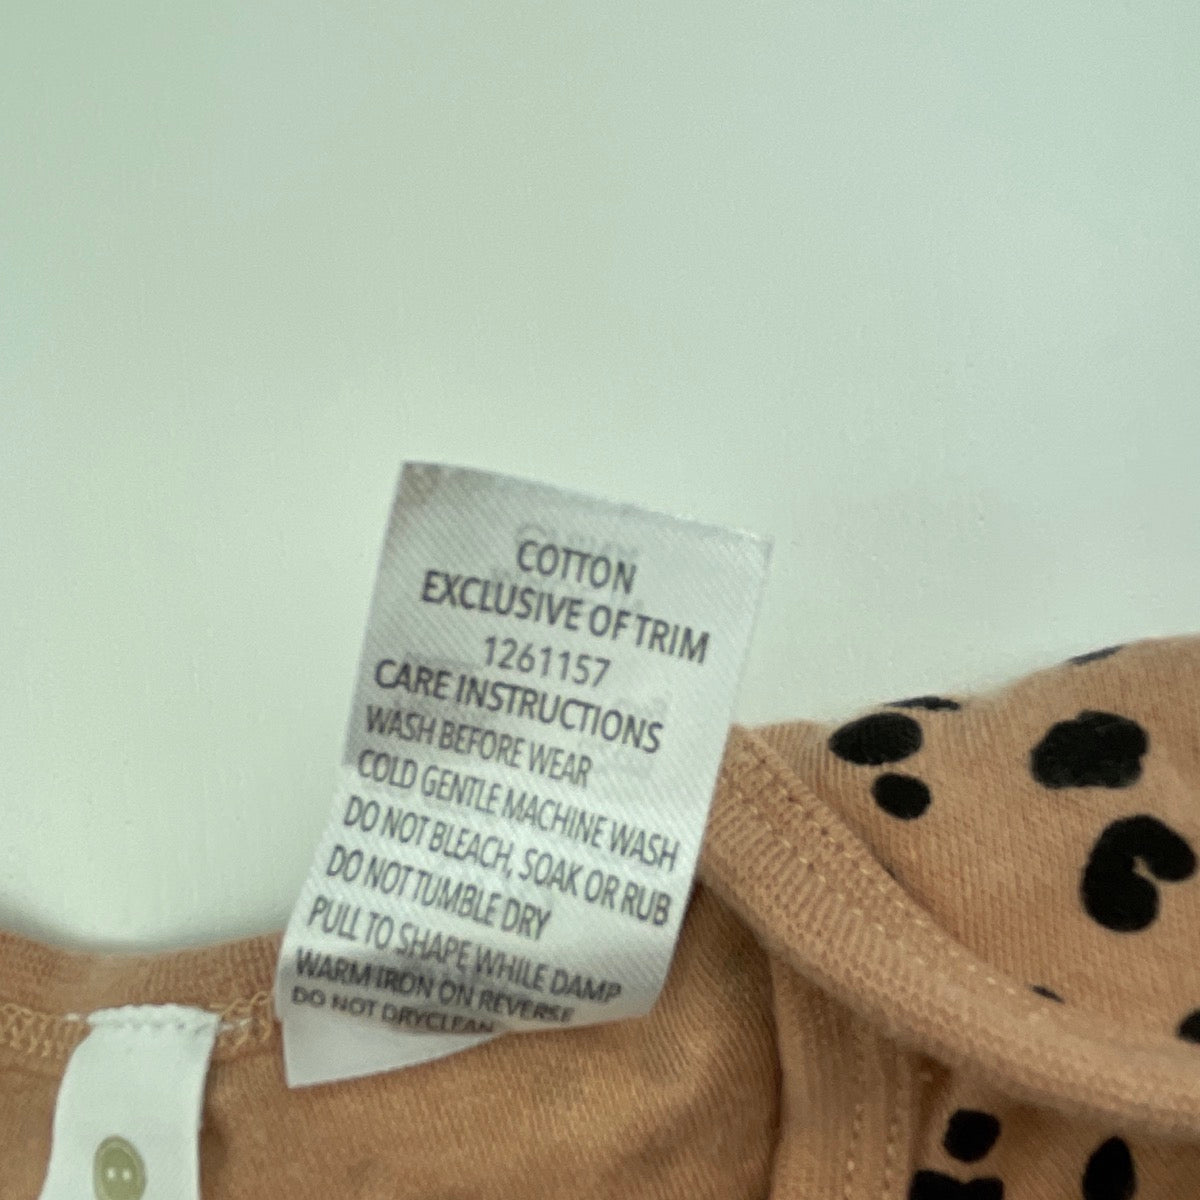 COTTON
EXCLUSIVE OF TRIM
1261157
CARE INSTRUCTIONS
WASH BEFORE WEAR
COLD GENTLE MACHINE WASH
DO NOT BLEACH, SOAK OR RUB
DO NOT TUMBLE DRY
PULL TO SHAPE WHILE DAMP
WARM IRON ON REVERSE
DO NOT DRYCLEAN